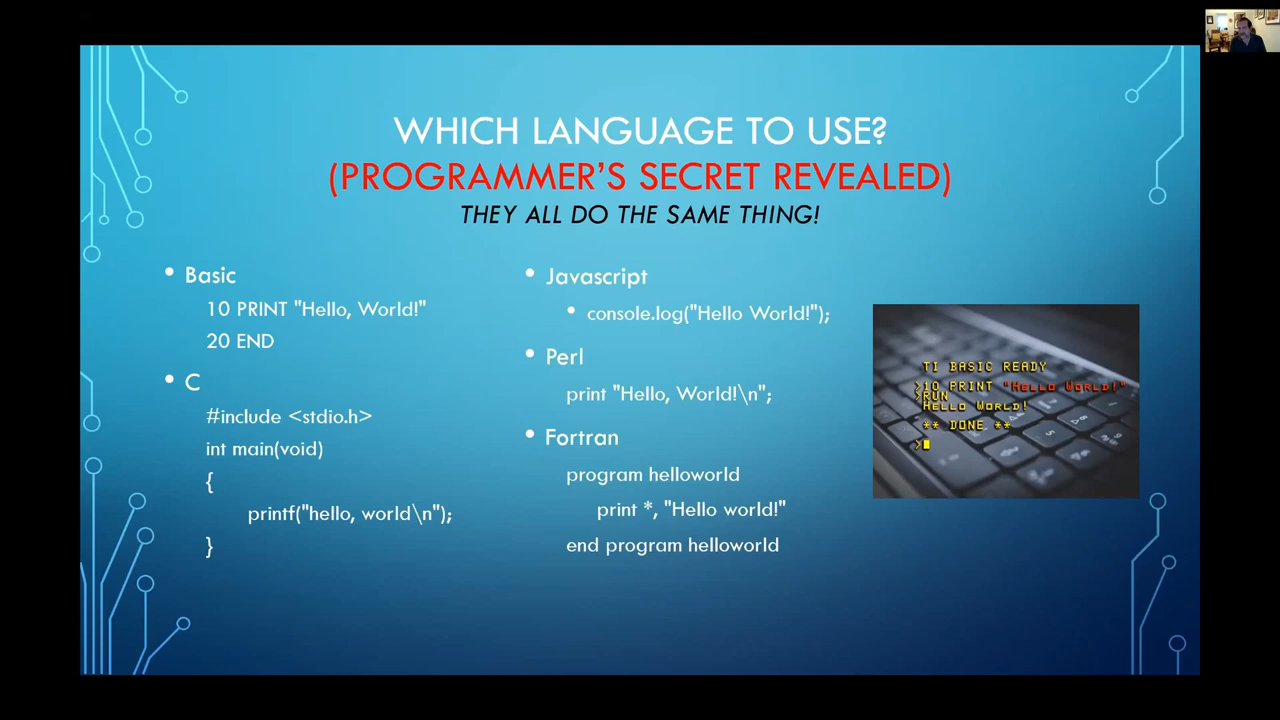 WHICH LANGUAGE TO USE?
(PROGRAMMER'S SECRET REVEALED)
THEY ALL DO THE SAME THING!
• Basic
10 PRINT "Hello, World!"
20 END
• C
#include <stdio.h>
int main(void)
{
printf("hello, world\n");
}
• Javascript
• console.log("Hello World!");
• Perl
print "Hello, World!\n";
• Fortran
program helloworld
print *, "Hello world!"
end program helloworld
TI BASIC READY
>10 PRINT "Hello World!"
>RUN
Hello World!
** DONE **
>